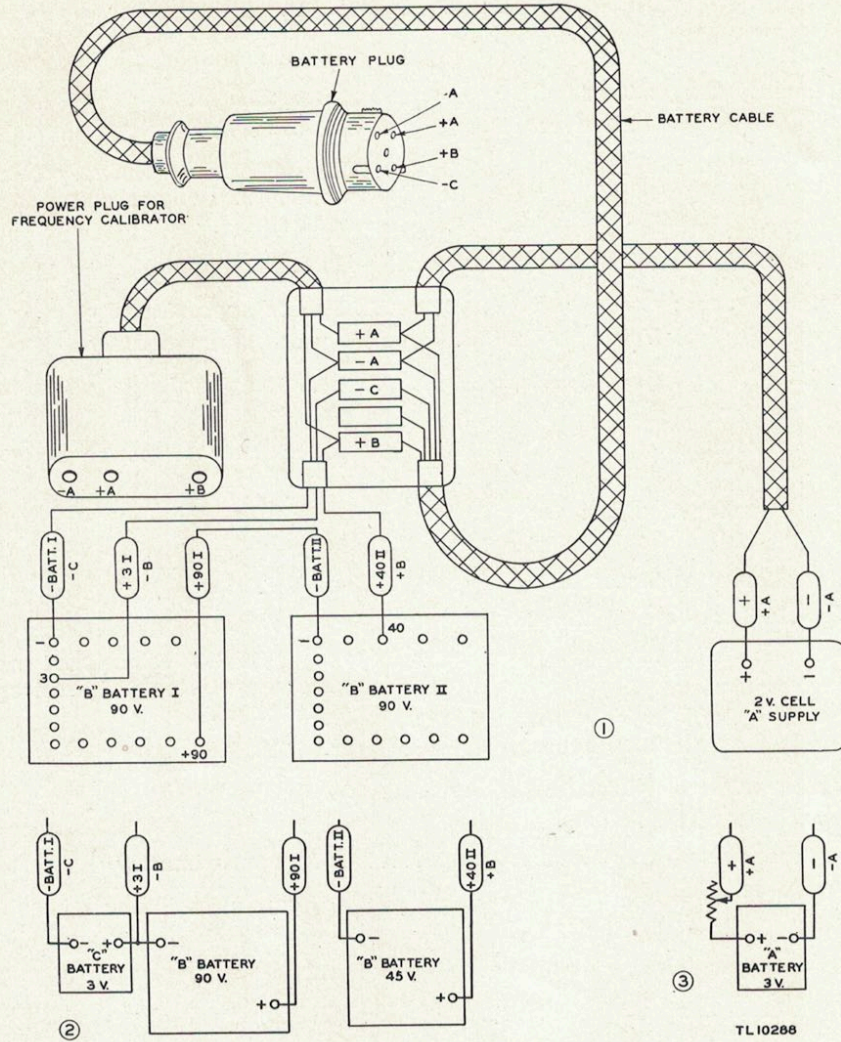 BATTERY PLUG
-A
+A
+B
-C
BATTERY CABLE
POWER PLUG FOR
FREQUENCY CALIBRATOR
+ A
- A
- C
+ B
-A
+A
+B
-BATT. I
-C
+ 3 I
-B
+90 I
-BATT.II
+40 II
+B
+
+A
-
-A
-
3
"B" BATTERY I
90 V.
+90
-
40
"B" BATTERY II
90 V.
+
-
2 V. CELL
"A" SUPPLY
①
-BATT.I
-C
+3 I
-B
+90 I
-BATT.II
+40 II
+B
- +
"C"
BATTERY
3 V.
-
"B" BATTERY
90 V.
+
-
"B" BATTERY
45 V.
+
②
+
+A
-
-A
+ -
"A"
BATTERY
3 V.
③
TL 10288